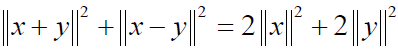 ‖x + y‖² + ‖x − y‖² = 2‖x‖² + 2‖y‖²